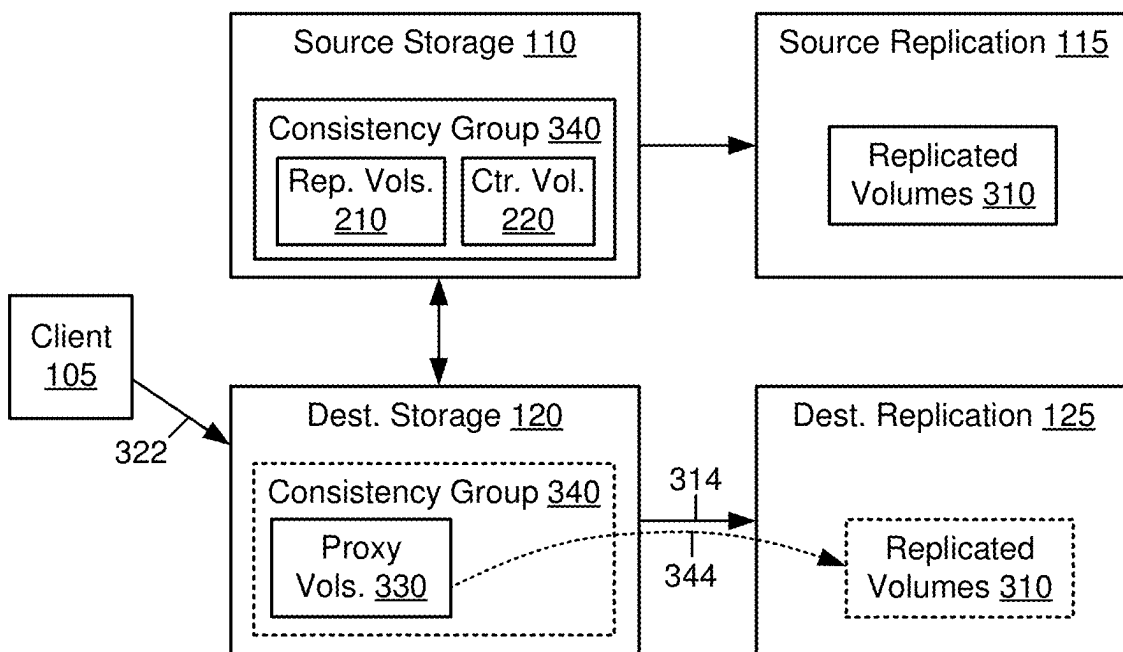 Source Storage 110
Consistency Group 340
Rep. Vols.
210
Ctr. Vol.
220
Source Replication 115
Replicated
Volumes 310
Client
105
322
Dest. Storage 120
Consistency Group 340
Proxy
Vols. 330
314
344
Dest. Replication 125
Replicated
Volumes 310